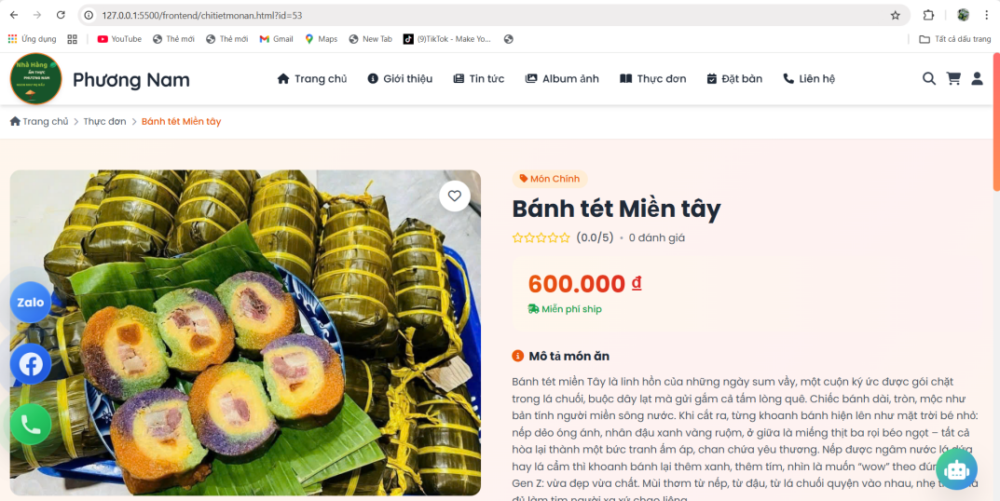 127.0.0.1:5500/frontend/chitietmonan.html?id=53
Ứng dụng
YouTube
Thẻ mới
Thẻ mới
Gmail
Maps
New Tab
(9)TikTok - Make Yo...
Tất cả dấu trang
Nhà Hàng
ẨM THỰC
PHƯƠNG NAM
Phương Nam
Trang chủ
Giới thiệu
Tin tức
Album ảnh
Thực đơn
Đặt bàn
Liên hệ
Trang chủ > Thực đơn > Bánh tét Miền tây
Món Chính
Bánh tét Miền tây
(0.0/5) • 0 đánh giá
600.000 ₫
Miễn phí ship
Zalo
Mô tả món ăn
Bánh tét miền Tây là linh hồn của những ngày sum vầy, một cuộn ký ức được gói chặt
trong lá chuối, buộc dây lạt mà gửi gắm cả tấm lòng quê. Chiếc bánh dài, tròn, mộc như
bản tính người miền sông nước. Khi cắt ra, từng khoanh bánh hiện lên như mặt trời bé nhỏ:
nếp dẻo óng ánh, nhân đậu xanh vàng ruộm, ở giữa là miếng thịt ba rọi béo ngọt – tất cả
hòa lại thành một bức tranh ấm áp, chan chứa yêu thương. Nếp được ngâm nước lá dứa
hay lá cẩm thì khoanh bánh lại thêm xanh, thêm tím, nhìn là muốn “wow” theo đún
Gen Z: vừa đẹp vừa chất. Mùi thơm từ nếp, từ đậu, từ lá chuối quyện vào nhau, nhẹ
đủ làm tim người xa xứ chao liêng